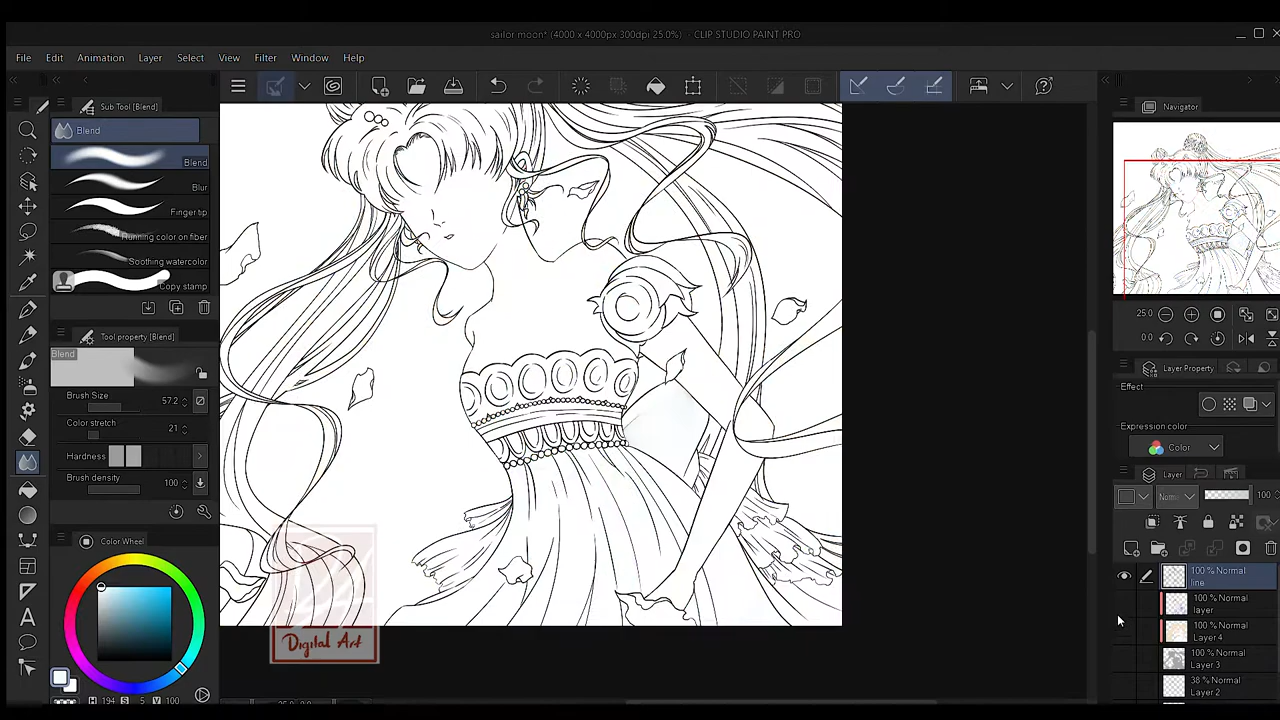 sailor moon* (4000 x 4000px 300dpi 25.0%) - CLIP STUDIO PAINT PRO
File Edit Animation Layer Select View Filter Window Help
Sub Tool [Blend]
Blend
Blend
Blur
Finger tip
Running color on fiber
Soothing watercolor
Copy stamp
Tool property [Blend]
Blend
Brush Size 57.2
Color stretch 21
Hardness
Brush density 100
Color Wheel
H 194 S 5 V 100
Digital Art
Navigator
25.0
0.0
Layer Property
Effect
Expression color
Color
Layer
Norma 100
100 % Normal
line
100 % Normal
layer
100 % Normal
Layer 4
100 % Normal
Layer 3
38 % Normal
Layer 2